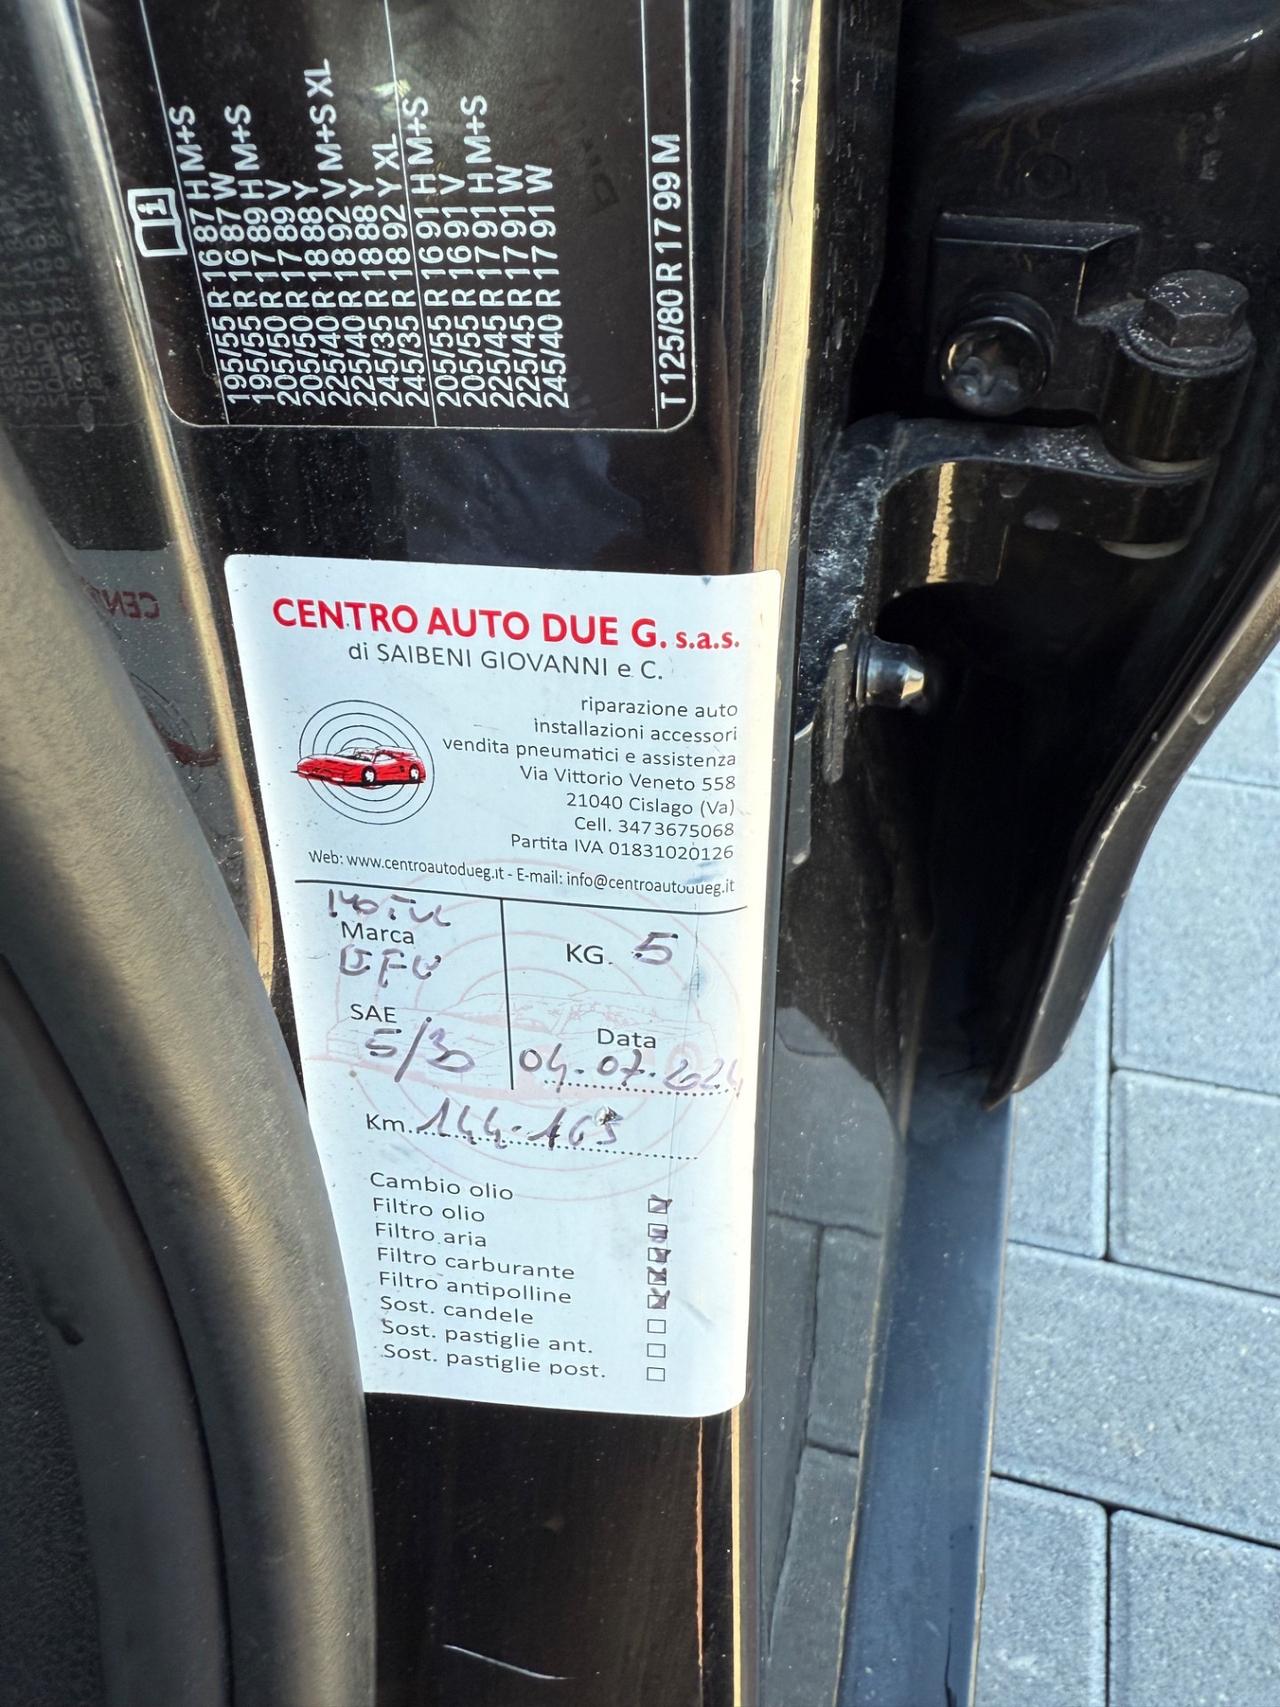 195/55 R 16 87 H M+S
195/55 R 16 87 W
205/50 R 17 89 H M+S
205/50 R 17 89 V
225/40 R 18 88 Y
225/40 R 18 92 V M+S XL
245/35 R 18 88 Y
245/35 R 18 92 Y XL
205/55 R 16 91 H M+S
205/55 R 16 91 V
225/45 R 17 91 H M+S
225/45 R 17 91 W
245/40 R 17 91 W
T 125/80 R 17 99 M
CENTRO AUTO DUE G. s.a.s.
di SAIBENI GIOVANNI e C.
riparazione auto
installazioni accessori
vendita pneumatici e assistenza
Via Vittorio Veneto 558
21040 Cislago (Va)
Cell. 3473675068
Partita IVA 01831020126
Web: www.centroautodueg.it - E-mail: info@centroautodueg.it
MOTUL
Marca
KG. 5
SAE
5/30
Data
04-07-2024
Km. 144.165
Cambio olio
Filtro olio
Filtro aria
Filtro carburante
Filtro antipolline
Sost. candele
Sost. pastiglie ant.
Sost. pastiglie post.